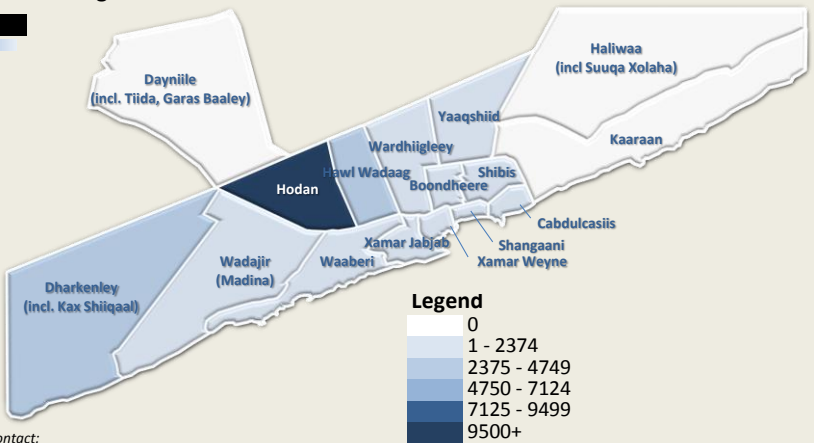 Haliwaa
(incl Suuqa Xolaha)
Dayniile
(incl. Tiida, Garas Baaley)
Yaaqshiid
Kaaraan
Wardhiigleey
Hawl Wadaag
Shibis
Boondheere
Hodan
Cabdulcasiis
Xamar Jabjab
Shangaani
Xamar Weyne
Wadajir
(Madina)
Waaberi
Dharkenley
(incl. Kax Shiiqaal)
Legend
0
1 - 2374
2375 - 4749
4750 - 7124
7125 - 9499
9500+